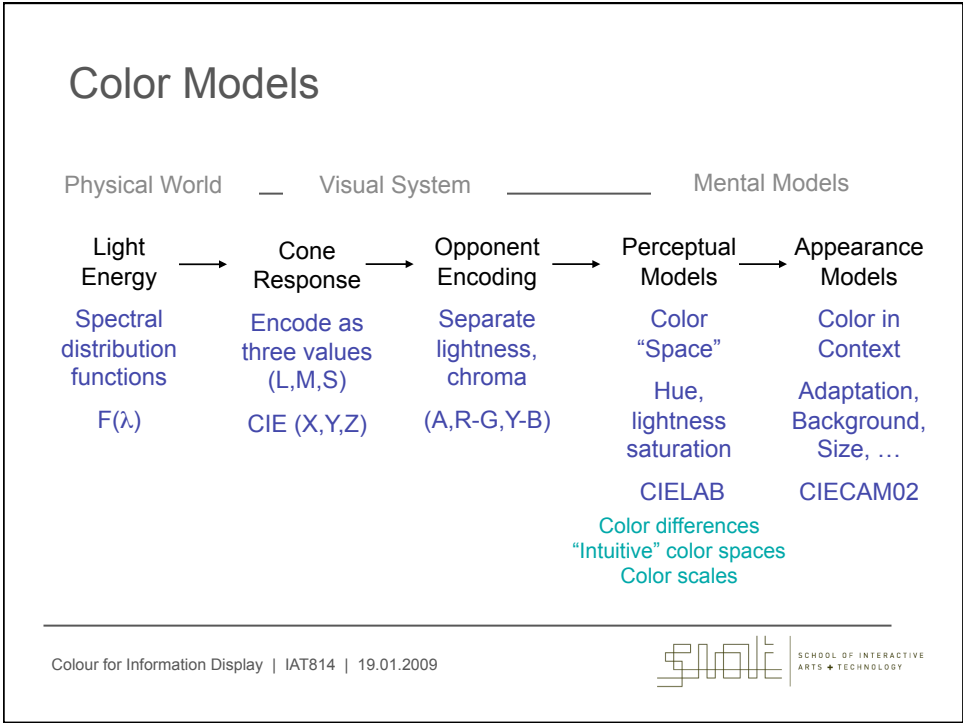 Color Models
Physical World
Visual System
Mental Models
Light
Energy
Spectral
distribution
functions
F(λ)
Cone
Response
Encode as
three values
(L,M,S)
CIE (X,Y,Z)
Opponent
Encoding
Separate
lightness,
chroma
(A,R-G,Y-B)
Perceptual
Models
Color
“Space”
Hue,
lightness
saturation
CIELAB
Color differences
“Intuitive” color spaces
Color scales
Appearance
Models
Color in
Context
Adaptation,
Background,
Size, …
CIECAM02
Colour for Information Display | IAT814 | 19.01.2009
siat
SCHOOL OF INTERACTIVE
ARTS + TECHNOLOGY